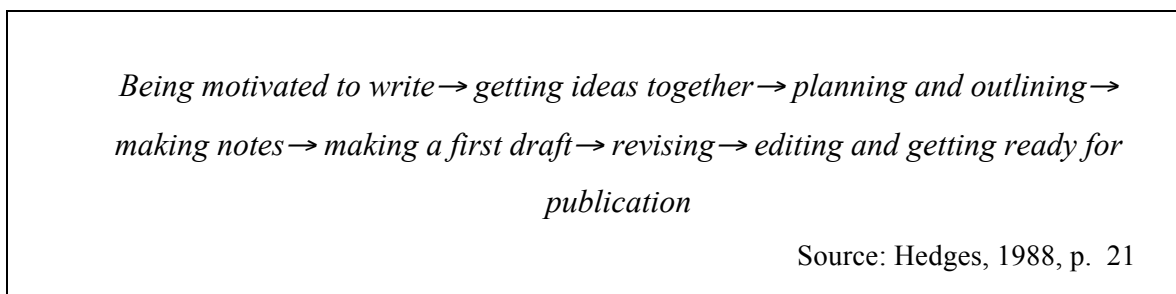 Being motivated to write→ getting ideas together→ planning and outlining→
making notes→ making a first draft→ revising→ editing and getting ready for
publication
Source: Hedges, 1988, p.  21